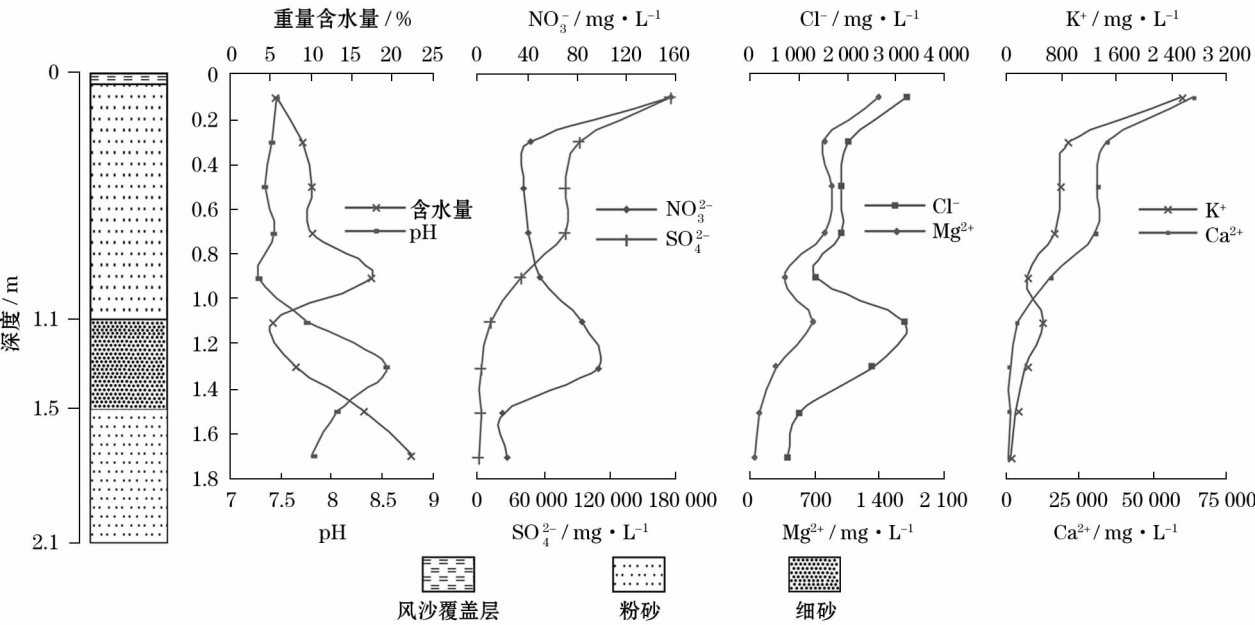 重量含水量 / %
NO₃⁻ / mg·L⁻¹
Cl⁻ / mg·L⁻¹
K⁺ / mg·L⁻¹
0 5 10 15 20 25
0 40 80 120 160
0 1 000 2 000 3 000 4 000
0 800 1 600 2 400 3 200
0
1.1
1.5
2.1
深度 / m
0
0.2
0.4
0.6
0.8
1.0
1.2
1.4
1.6
1.8
含水量
pH
NO₃²⁻
SO₄²⁻
Cl⁻
Mg²⁺
K⁺
Ca²⁺
7 7.5 8 8.5 9
0 60 000 120 000 180 000
0 700 1 400 2 100
0 25 000 50 000 75 000
pH
SO₄²⁻ / mg·L⁻¹
Mg²⁺ / mg·L⁻¹
Ca²⁺ / mg·L⁻¹
风沙覆盖层
粉砂
细砂